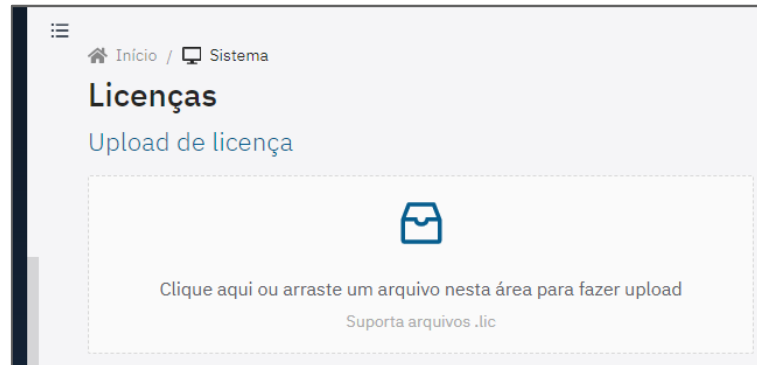 Início / Sistema
Licenças
Upload de licença
Clique aqui ou arraste um arquivo nesta área para fazer upload
Suporta arquivos .lic